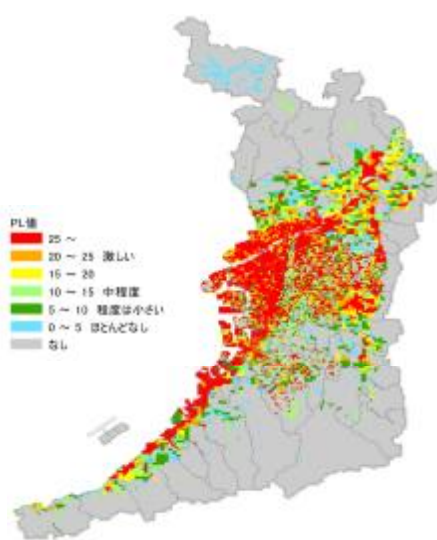 PL値
25 ～
20 ～ 25 激しい
15 ～ 20
10 ～ 15 中程度
5 ～ 10 程度は小さい
0 ～ 5 ほとんどなし
なし